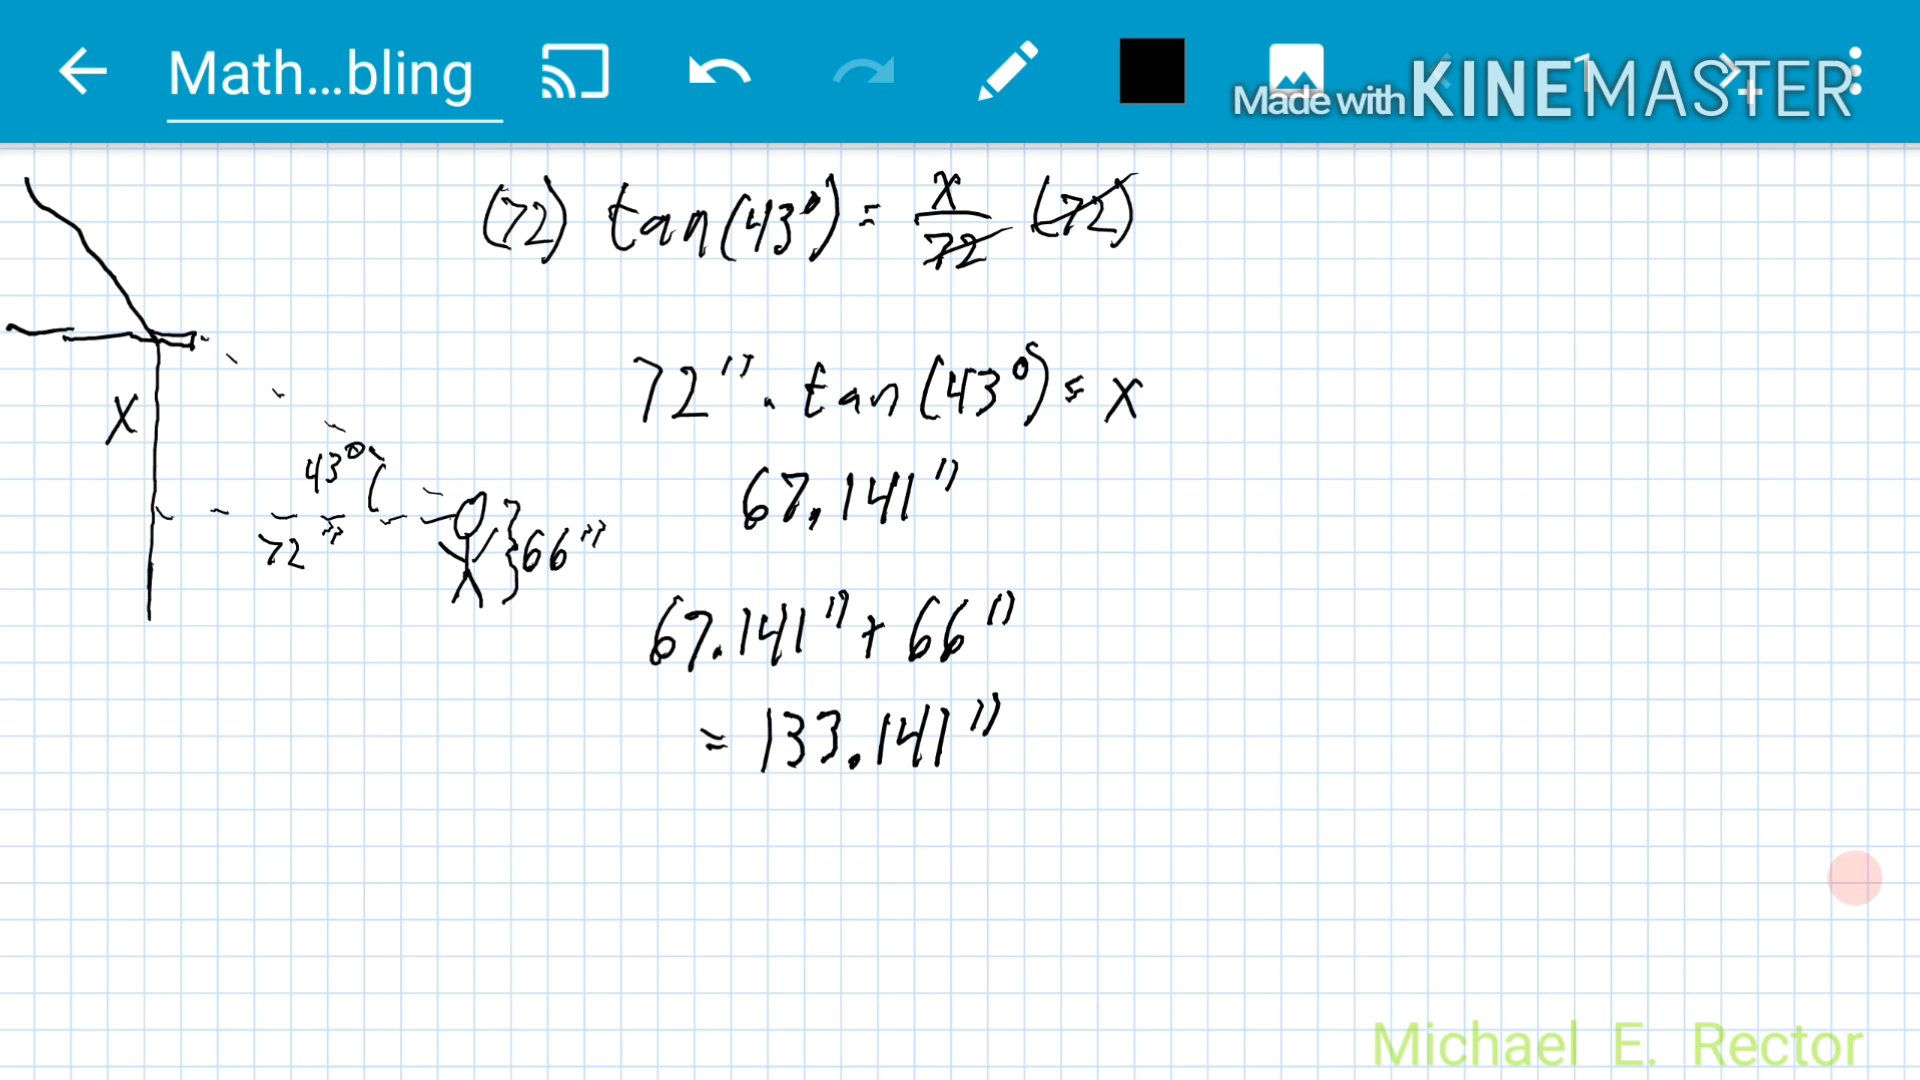 Math...bling
1
Made with KINEMASTER
(72) tan(43°) = x/72 (72)
72" · tan(43°) = x
67.141"
67.141" + 66"
= 133.141"
x
43°
72"
66"
Michael E. Rector